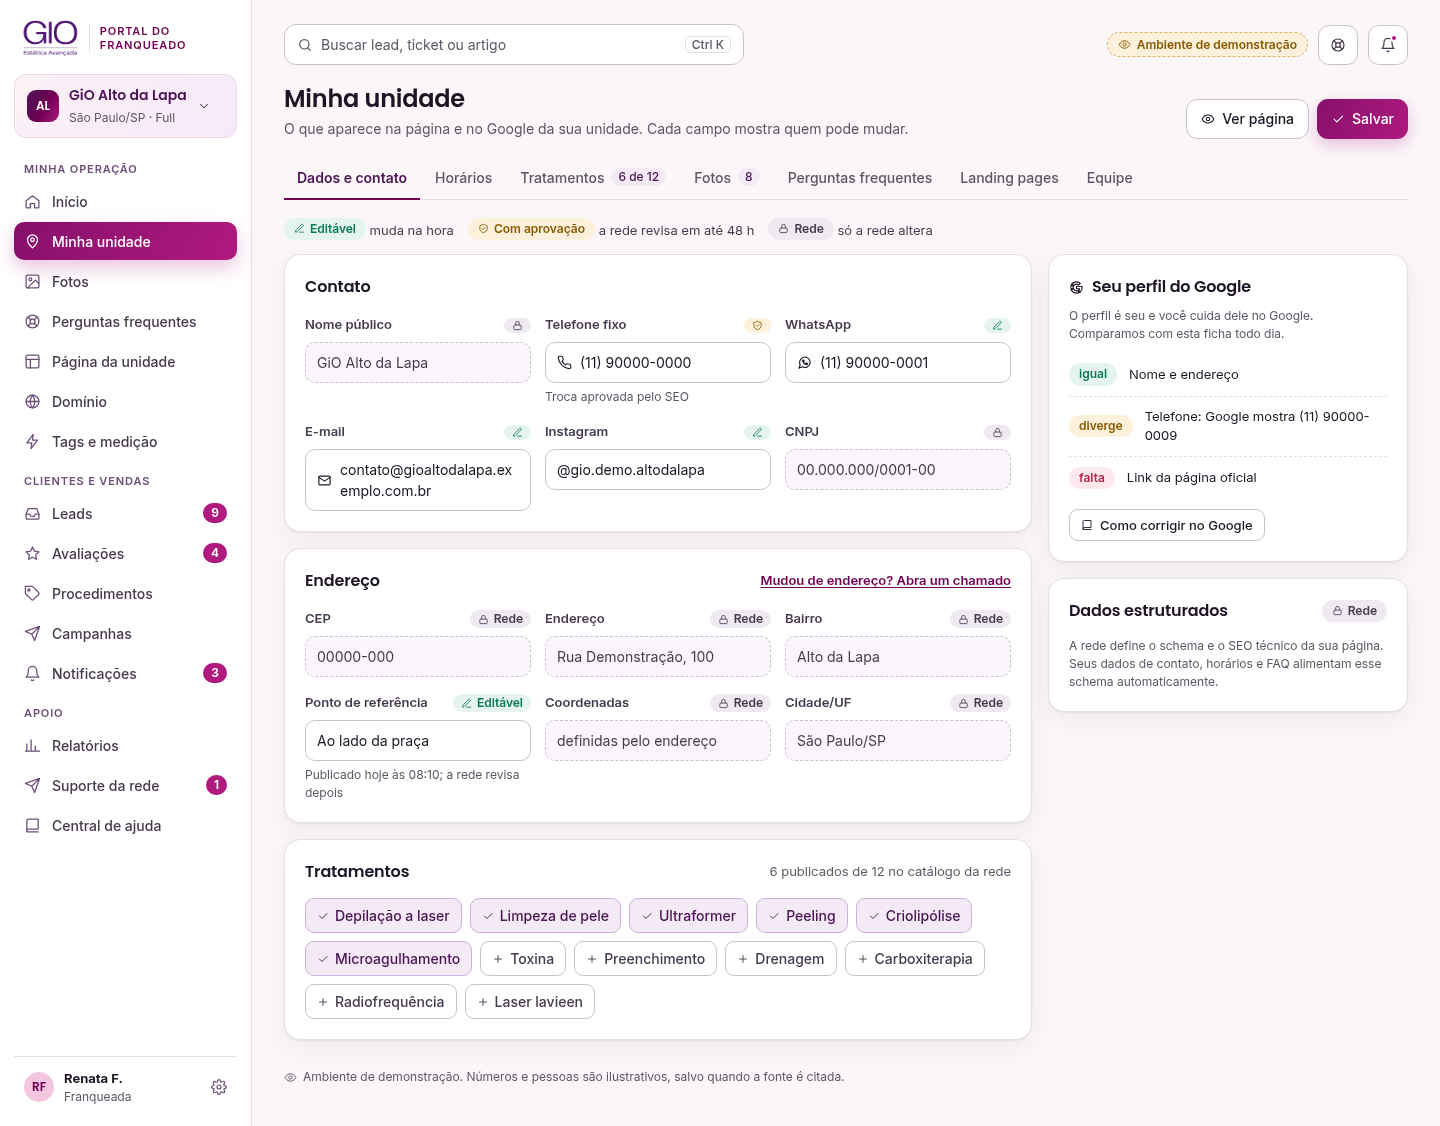 GIO
Estética Avançada
PORTAL DO
FRANQUEADO
AL
GiO Alto da Lapa
São Paulo/SP · Full
MINHA OPERAÇÃO
Início
Minha unidade
Fotos
Perguntas frequentes
Página da unidade
Domínio
Tags e medição
CLIENTES E VENDAS
Leads 9
Avaliações 4
Procedimentos
Campanhas
Notificações 3
APOIO
Relatórios
Suporte da rede 1
Central de ajuda
RF
Renata F.
Franqueada
Buscar lead, ticket ou artigo Ctrl K
Ambiente de demonstração
Minha unidade
O que aparece na página e no Google da sua unidade. Cada campo mostra quem pode mudar.
Ver página
Salvar
Dados e contato Horários Tratamentos 6 de 12 Fotos 8 Perguntas frequentes Landing pages Equipe
Editável muda na hora Com aprovação a rede revisa em até 48 h Rede só a rede altera
Contato
Nome público Telefone fixo WhatsApp
GiO Alto da Lapa (11) 90000-0000 (11) 90000-0001
Troca aprovada pelo SEO
E-mail Instagram CNPJ
contato@gioaltodalapa.ex
emplo.com.br
@gio.demo.altodalapa 00.000.000/0001-00
Endereço Mudou de endereço? Abra um chamado
CEP Rede Endereço Rede Bairro Rede
00000-000 Rua Demonstração, 100 Alto da Lapa
Ponto de referência Editável Coordenadas Rede Cidade/UF Rede
Ao lado da praça definidas pelo endereço São Paulo/SP
Publicado hoje às 08:10; a rede revisa
depois
Tratamentos 6 publicados de 12 no catálogo da rede
Depilação a laser Limpeza de pele Ultraformer Peeling Criolipólise
Microagulhamento Toxina Preenchimento Drenagem Carboxiterapia
Radiofrequência Laser lavieen
Seu perfil do Google
O perfil é seu e você cuida dele no Google.
Comparamos com esta ficha todo dia.
igual Nome e endereço
diverge Telefone: Google mostra (11) 90000-
0009
falta Link da página oficial
Como corrigir no Google
Dados estruturados Rede
A rede define o schema e o SEO técnico da sua página.
Seus dados de contato, horários e FAQ alimentam esse
schema automaticamente.
Ambiente de demonstração. Números e pessoas são ilustrativos, salvo quando a fonte é citada.